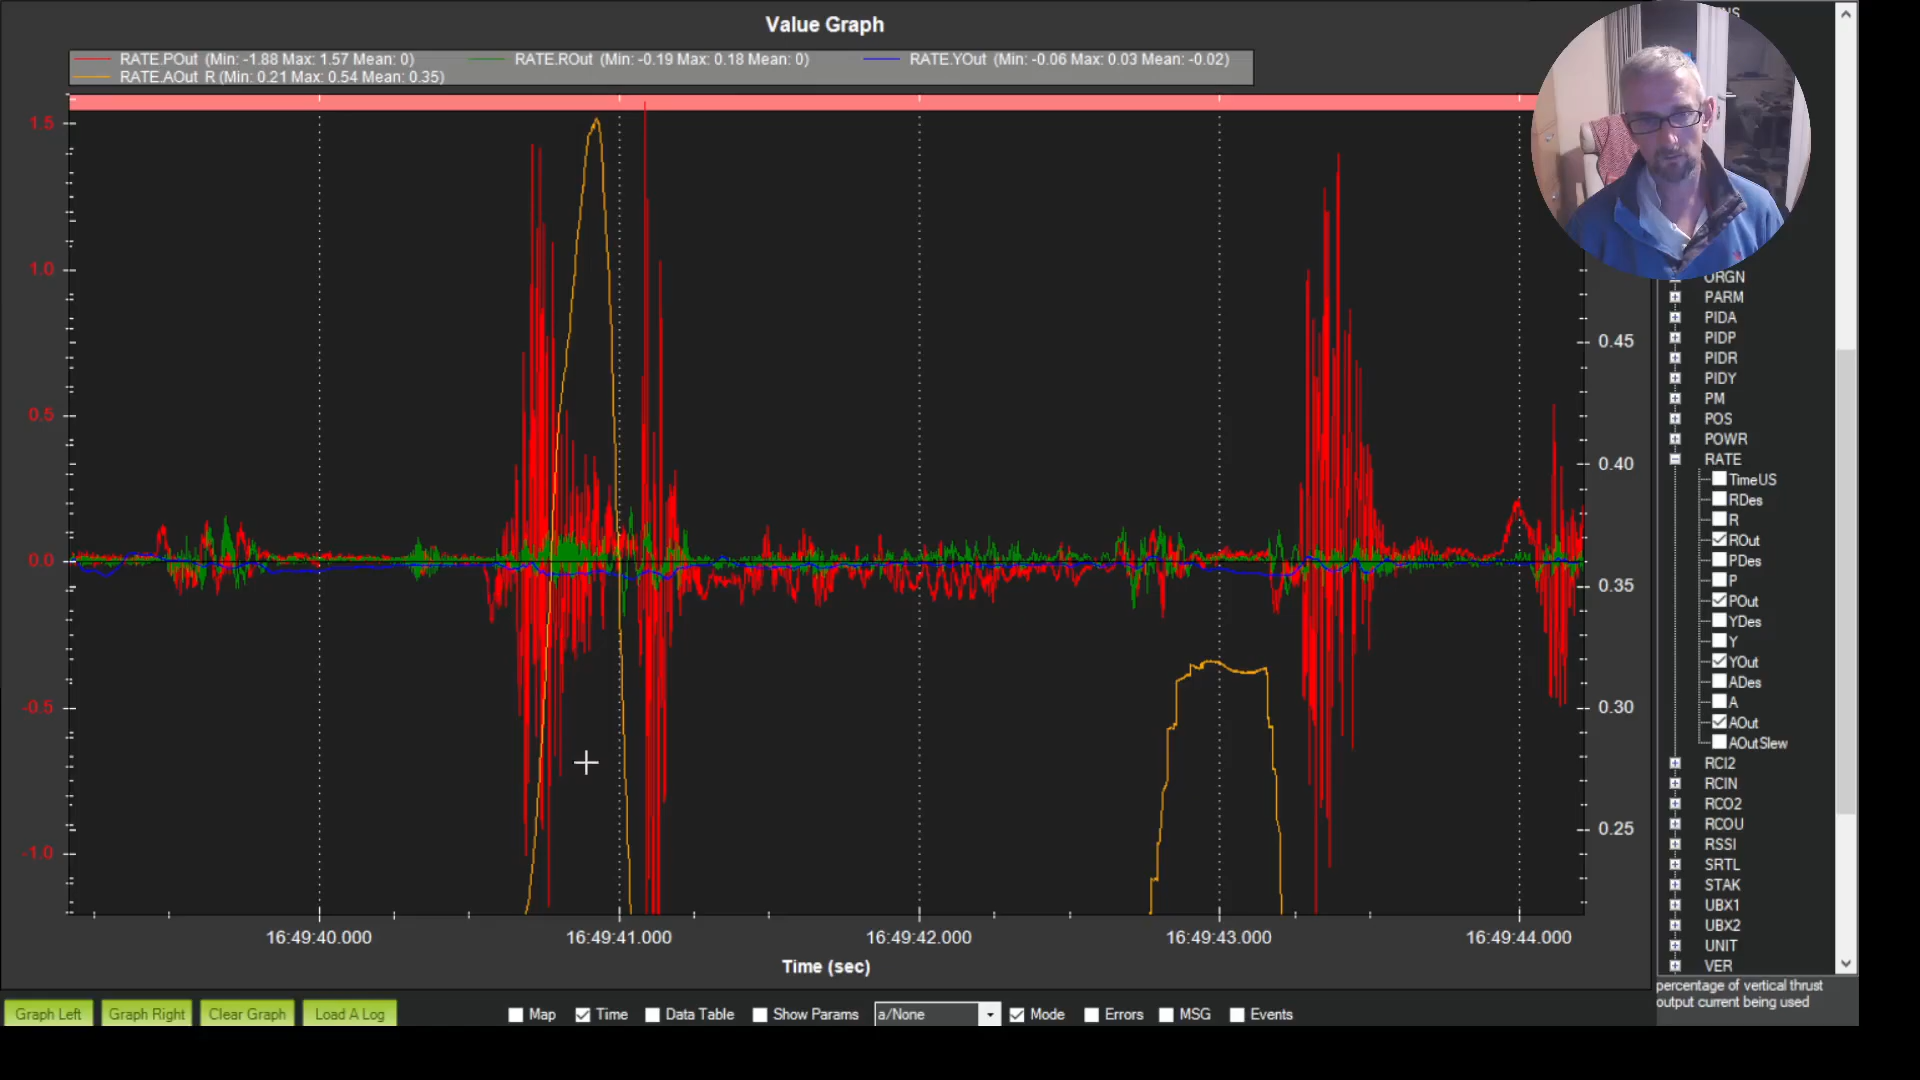 Value Graph
RATE.POut (Min: -1.88 Max: 1.57 Mean: 0)
RATE.ROut (Min: -0.19 Max: 0.18 Mean: 0)
RATE.YOut (Min: -0.06 Max: 0.03 Mean: -0.02)
RATE.AOut R (Min: 0.21 Max: 0.54 Mean: 0.35)
1.5
1.0
0.5
0.0
-0.5
-1.0
0.45
0.40
0.35
0.30
0.25
16:49:40.000
16:49:41.000
16:49:42.000
16:49:43.000
16:49:44.000
Time (sec)
ORGN
PARM
PIDA
PIDP
PIDR
PIDY
PM
POS
POWR
RATE
TimeUS
RDes
R
ROut
PDes
P
POut
YDes
Y
YOut
ADes
A
AOut
AOutSlew
RCI2
RCIN
RCO2
RCOU
RSSI
SRTL
STAK
UBX1
UBX2
UNIT
VER
percentage of vertical thrust
output current being used
Graph Left
Graph Right
Clear Graph
Load A Log
Map
Time
Data Table
Show Params
a/None
Mode
Errors
MSG
Events